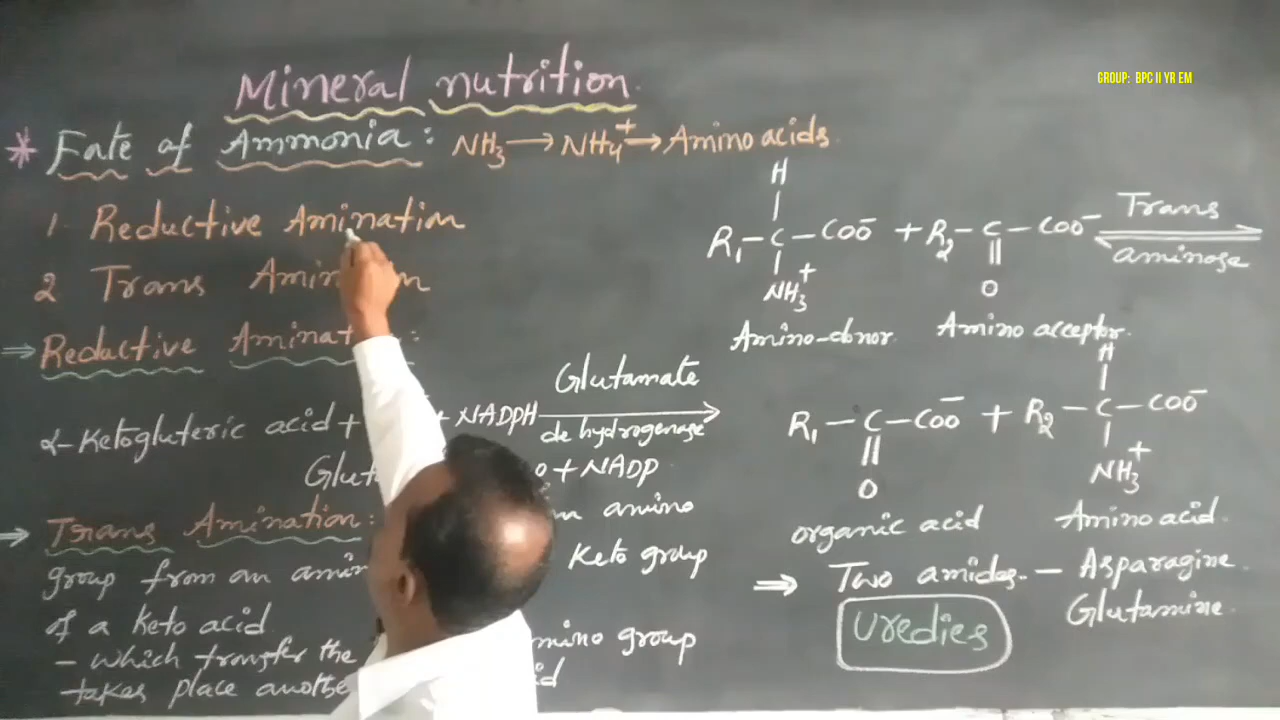 GROUP: BPC II YR EM
Mineral nutrition
* Fate of Ammonia: NH3 → NH4+ → Amino acids.
1. Reductive Amination
2 Trans Amin n
⇒ Reductive Aminat :
α-Ketogluteric acid + + NADPH Glutamate de hydrogenase →
Glut + NADP
⇒ Trans Amination: amino
group from an amin Keto group
of a Keto acid
- which transfer the amino group
takes place anothe
H
R1-C-COO- + R2-C-COO- Trans aminose
NH3+ O
Amino-donor Amino acceptor.
H
R1-C-COO- + R2-C-COO-
O NH3+
organic acid Amino acid.
⇒ Two amides. - Asparagine.
Glutamine.
Uredies